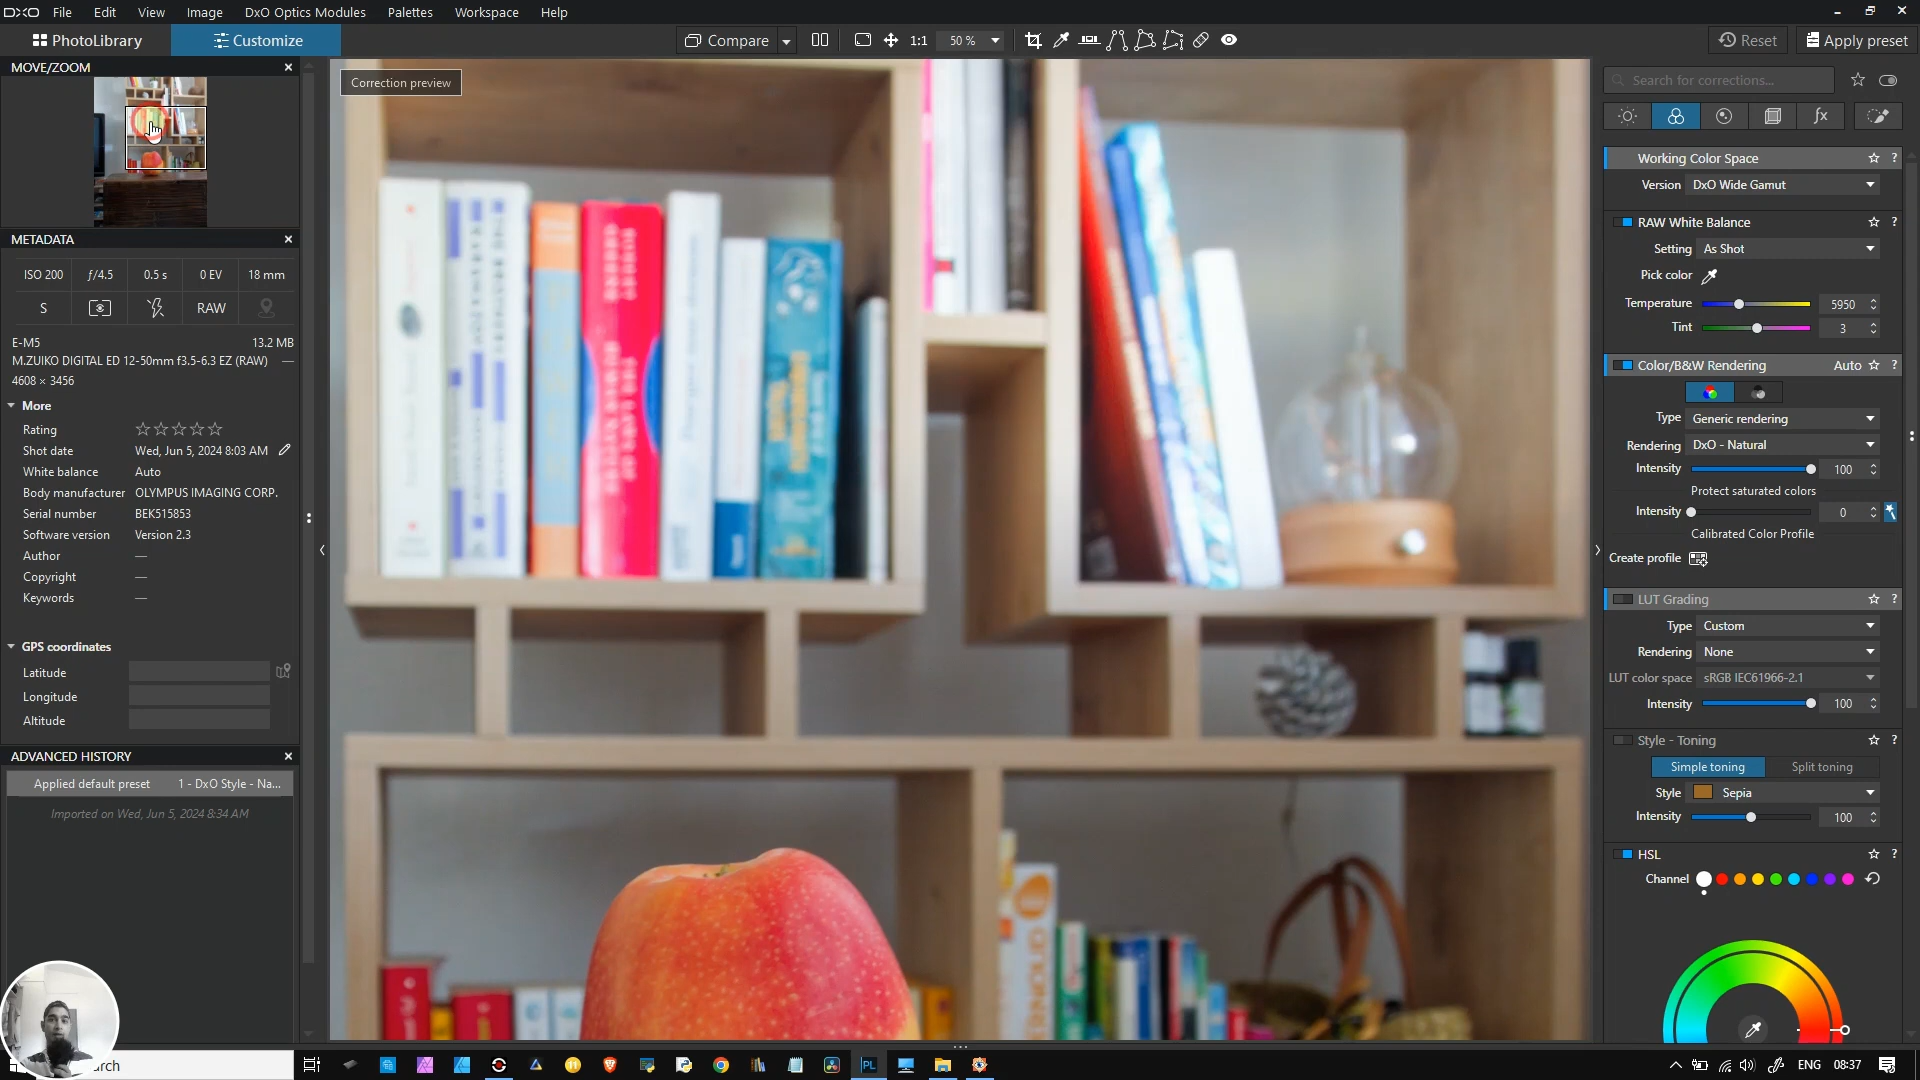 DXO File Edit View Image DxO Optics Modules Palettes Workspace Help
PhotoLibrary Customize Compare 1:1 50 % Reset Apply preset
MOVE/ZOOM
Correction preview
Search for corrections...
fx
METADATA
ISO 200 ƒ/4.5 0.5 s 0 EV 18 mm
S RAW
E-M5 13.2 MB
M.ZUIKO DIGITAL ED 12-50mm f3.5-6.3 EZ (RAW) —
4608 × 3456
More
Rating
Shot date Wed, Jun 5, 2024 8:03 AM
White balance Auto
Body manufacturer OLYMPUS IMAGING CORP.
Serial number BEK515853
Software version Version 2.3
Author —
Copyright —
Keywords —
GPS coordinates
Latitude
Longitude
Altitude
ADVANCED HISTORY
Applied default preset 1 - DxO Style - Na...
Imported on Wed, Jun 5, 2024 8:34 AM
Working Color Space ?
Version DxO Wide Gamut
RAW White Balance ?
Setting As Shot
Pick color
Temperature 5950
Tint 3
Color/B&W Rendering Auto ?
Type Generic rendering
Rendering DxO - Natural
Intensity 100
Protect saturated colors
Intensity 0
Calibrated Color Profile
Create profile
LUT Grading ?
Type Custom
Rendering None
LUT color space sRGB IEC61966-2.1
Intensity 100
Style - Toning ?
Simple toning Split toning
Style Sepia
Intensity 100
HSL ?
Channel
arch
PL
ENG 08:37